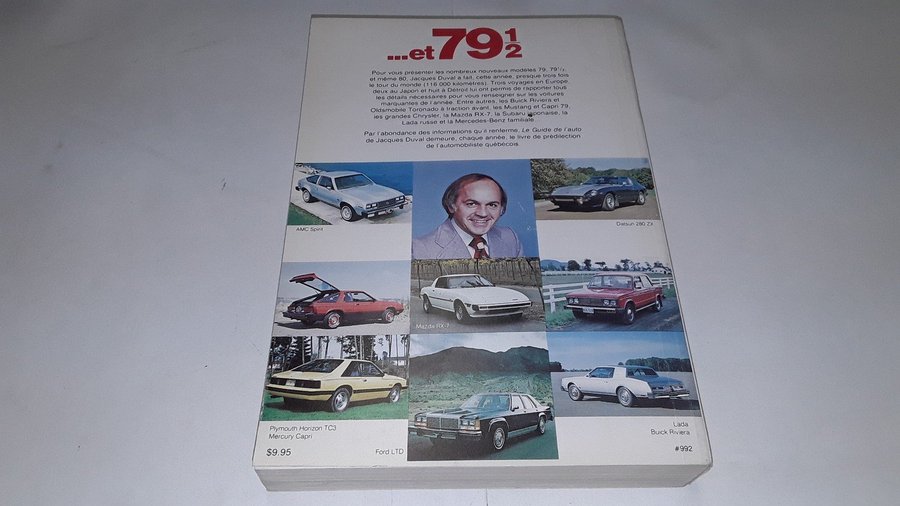 ...et 79 1/2
Pour vous présenter les nombreux nouveaux modèles 79, 79 1/2
et même 80, Jacques Duval a fait, cette année, presque trois fois
le tour du monde (116 000 kilomètres). Trois voyages en Europe,
deux au Japon et huit à Détroit lui ont permis de rapporter tous
les détails nécessaires pour vous renseigner sur les voitures
marquantes de l'année. Entre autres, les Buick Riviera et
Oldsmobile Toronado à traction avant, les Mustang et Capri 79,
les grandes Chrysler, la Mazda RX-7, la Subaru japonaise, la
Lada russe et la Mercedes-Benz familiale.
Par l'abondance des informations qu'il renferme, Le Guide de l'auto
de Jacques Duval demeure, chaque année, le livre de prédilection
de l'automobiliste québécois.
AMC Spirit
Datsun 280 ZX
Mazda RX-7
Plymouth Horizon TC3
Mercury Capri
Ford LTD
Lada
Buick Riviera
$9.95
#992